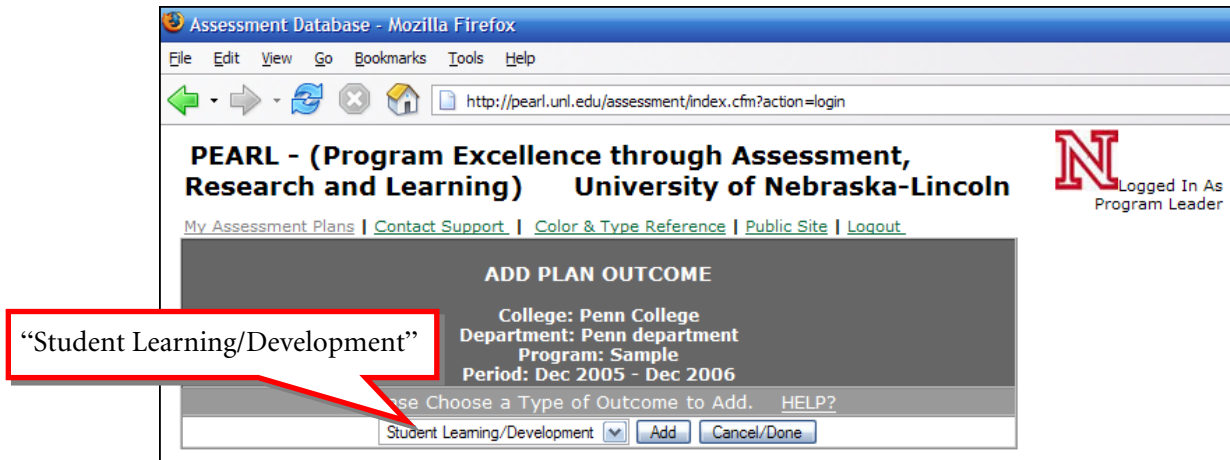 Assessment Database - Mozilla Firefox
File Edit View Go Bookmarks Tools Help
http://pearl.unl.edu/assessment/index.cfm?action=login
PEARL - (Program Excellence through Assessment,
Research and Learning) University of Nebraska-Lincoln
N
Logged In As
Program Leader
My Assessment Plans | Contact Support | Color & Type Reference | Public Site | Logout
ADD PLAN OUTCOME
College: Penn College
Department: Penn department
Program: Sample
Period: Dec 2005 - Dec 2006
“Student Learning/Development”
se Choose a Type of Outcome to Add. HELP?
Student Learning/Development Add Cancel/Done